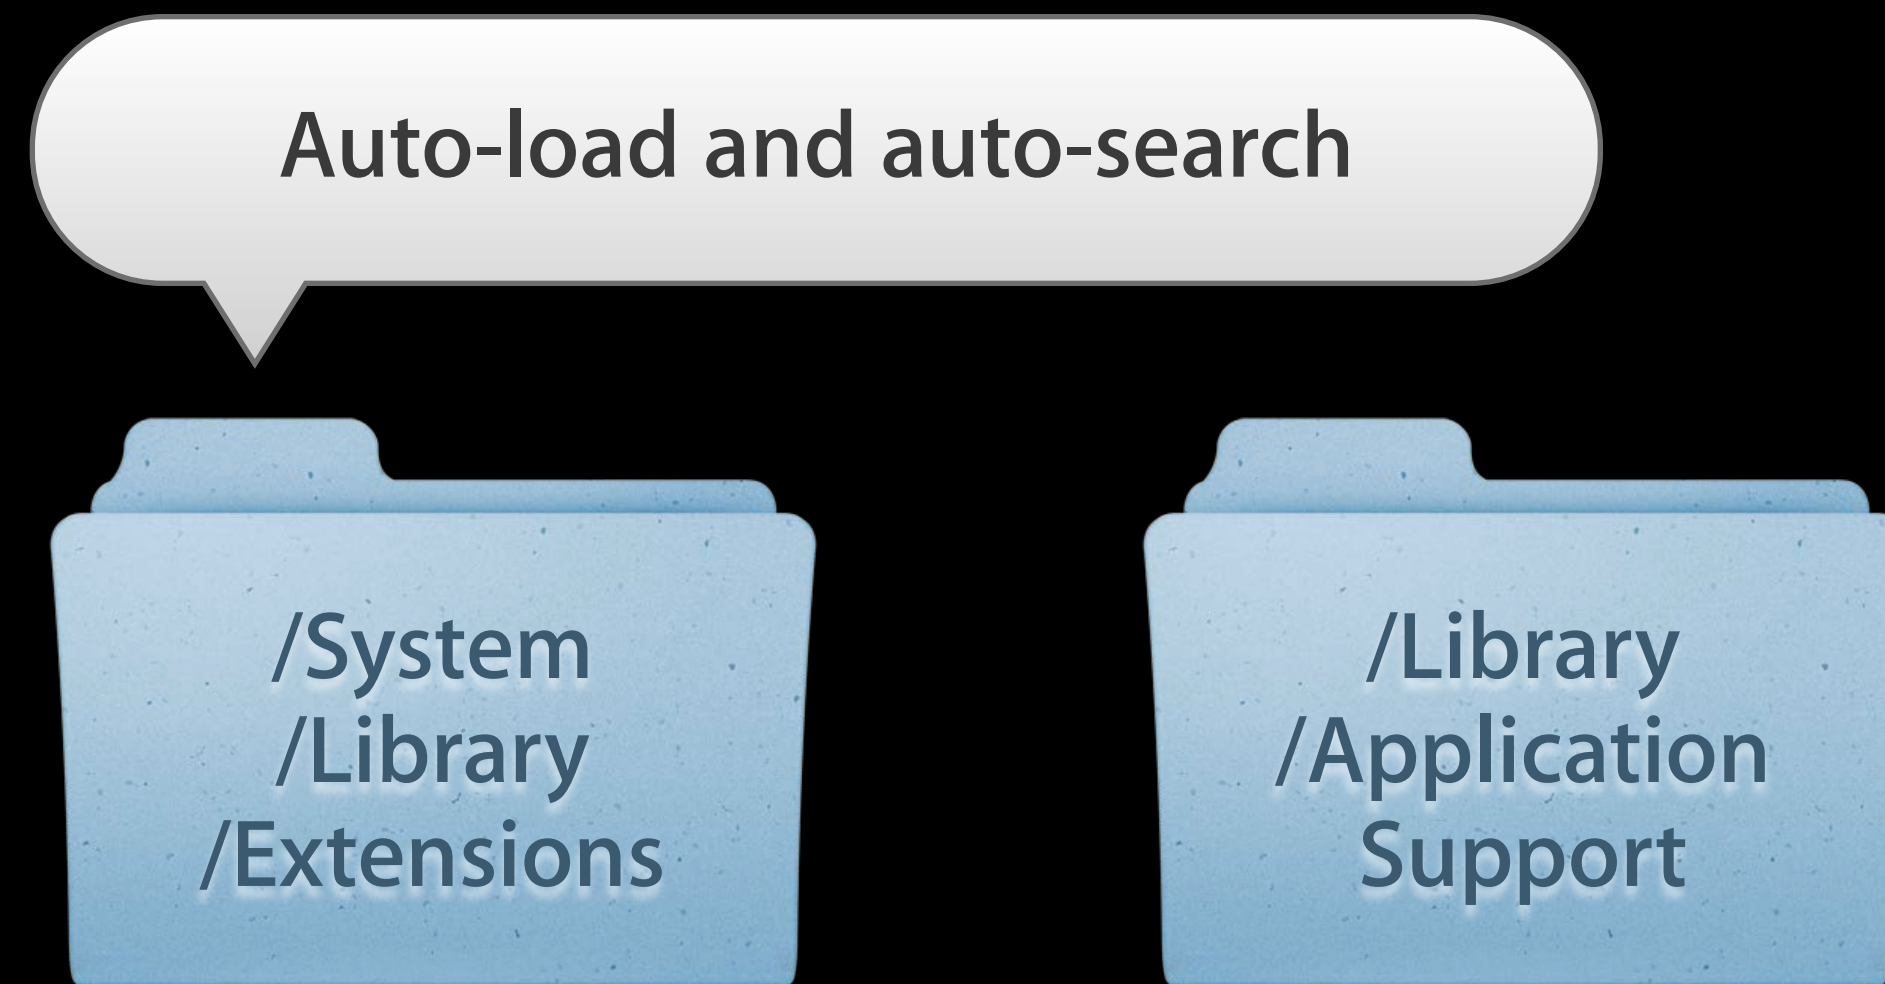 Auto-load and auto-search
/System
/Library
/Extensions
/Library
/Application
Support